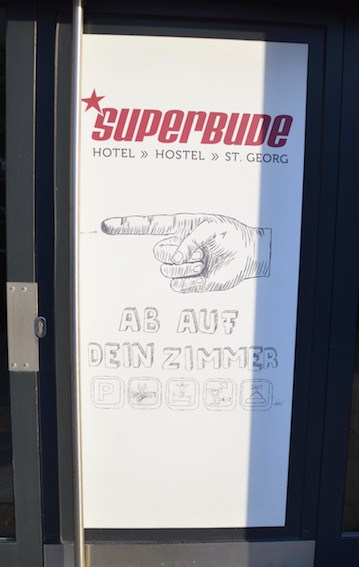 SUPERBUDE
HOTEL » HOSTEL » ST. GEORG
AB AUF
DEIN ZIMMER
P